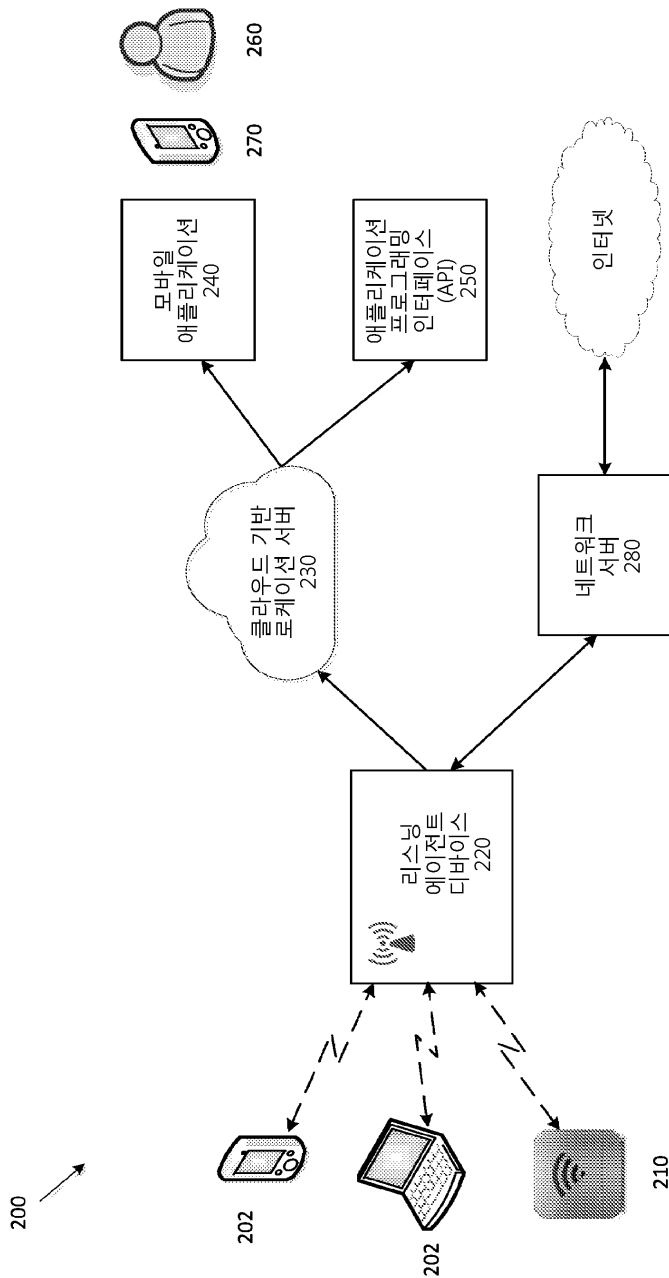 200
202
202
210
리스닝
에이전트
디바이스
220
클라우드 기반
로케이션 서버
230
네트워크
서버
280
모바일
애플리케이션
240
애플리케이션
프로그래밍
인터페이스
(API)
250
인터넷
270
260